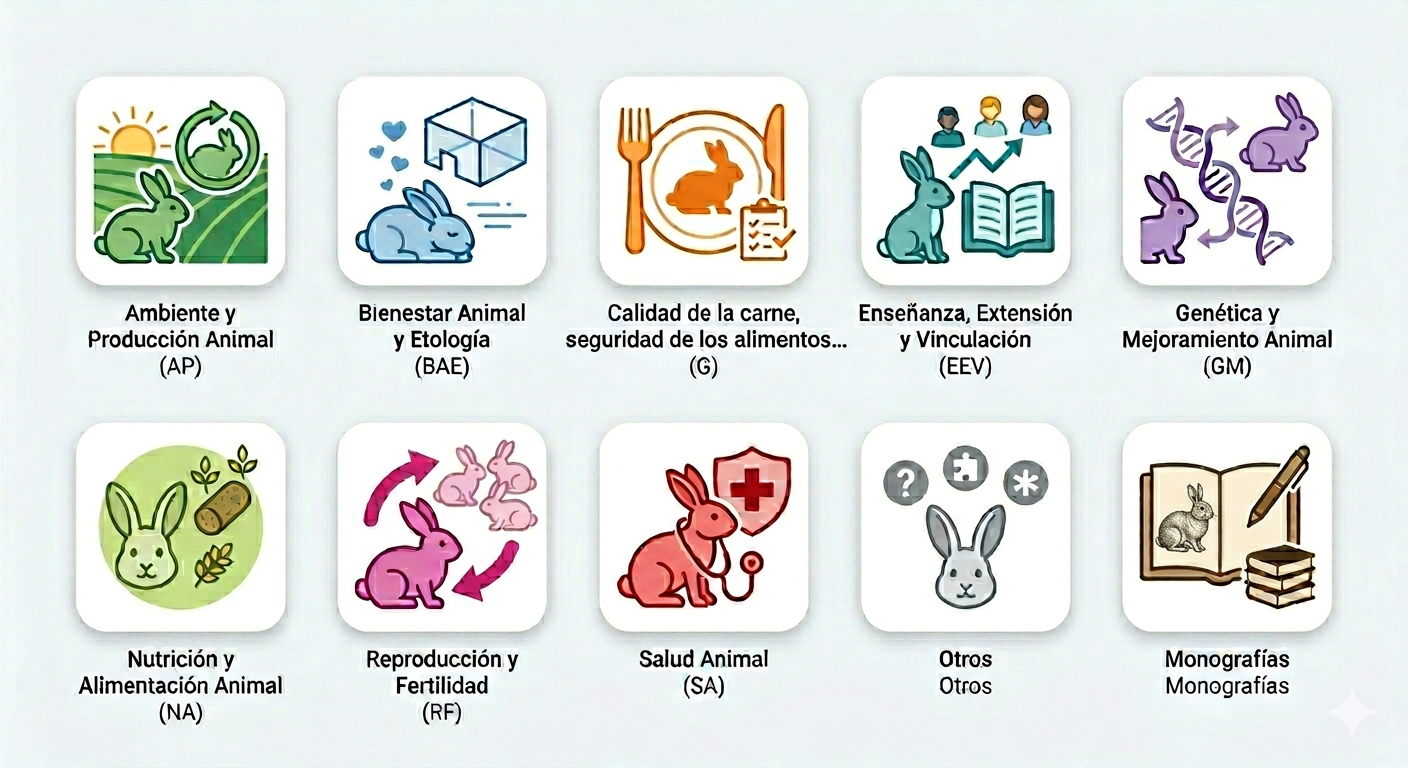 Ambiente y
Producción Animal
(AP)
Bienestar Animal
y Etología
(BAE)
Calidad de la carne,
seguridad de los alimentos...
(G)
Enseñanza, Extensión
y Vinculación
(EEV)
Genética y
Mejoramiento Animal
(GM)
Nutrición y
Alimentación Animal
(NA)
Reproducción y
Fertilidad
(RF)
Salud Animal
(SA)
?
*
Otros
Otros
Monografías
Monografías